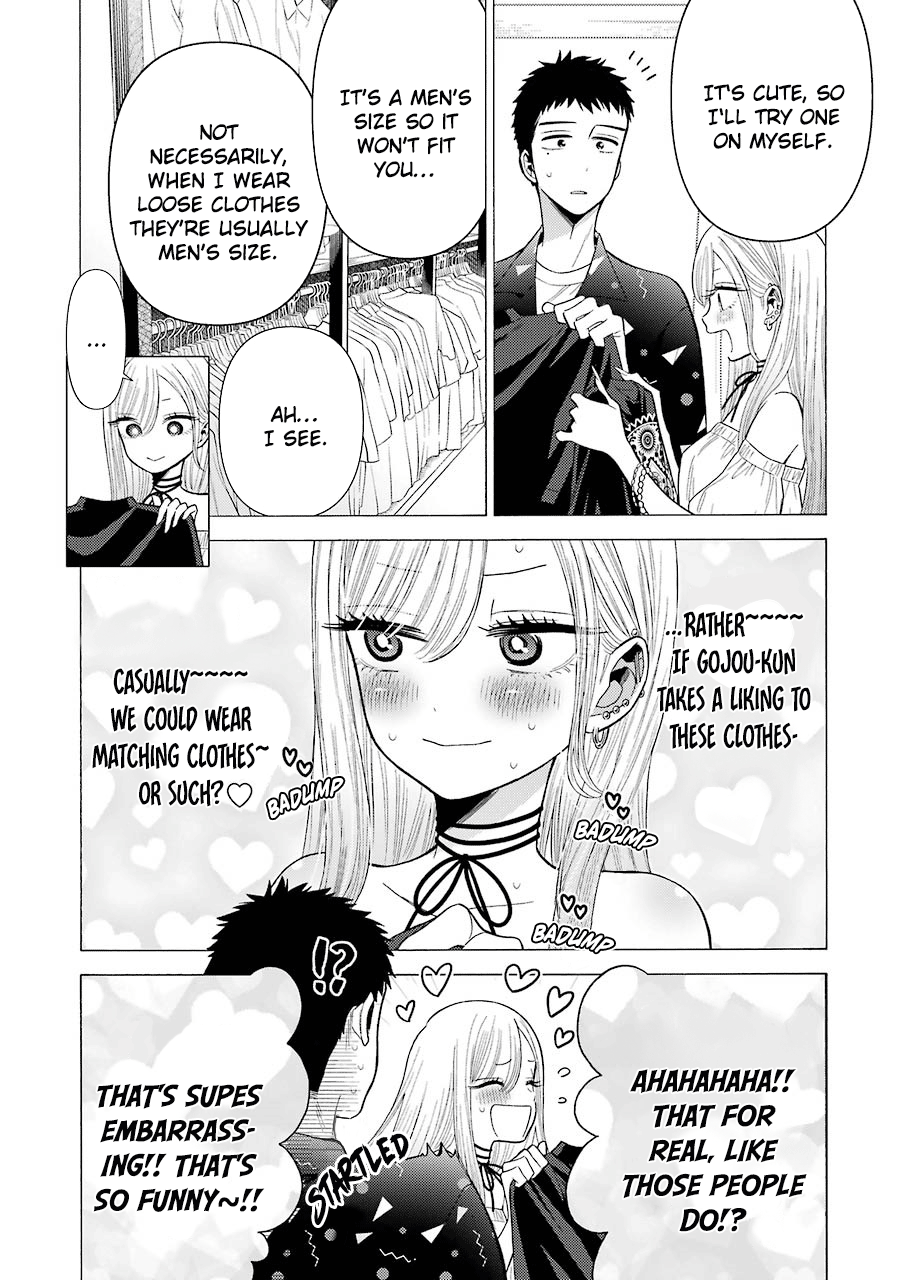 IT'S CUTE, SO
I'LL TRY ONE
ON MYSELF.
IT'S A MEN'S
SIZE SO IT
WON'T FIT
YOU...
NOT
NECESSARILY,
WHEN I WEAR
LOOSE CLOTHES
THEY'RE USUALLY
MEN'S SIZE.
AH...
I SEE.
...
...RATHER~~~~
IF GOJOU-KUN
TAKES A LIKING TO
THESE CLOTHES-
CASUALLY~~~~
WE COULD WEAR
MATCHING CLOTHES~
OR SUCH?♡
BADUMP
BADUMP
BADUMP
!?
AHAHAHAHA!!
THAT FOR
REAL, LIKE
THOSE PEOPLE
DO!?
STARTLED
THAT'S SUPES
EMBARRASS-
ING!! THAT'S
SO FUNNY~!!